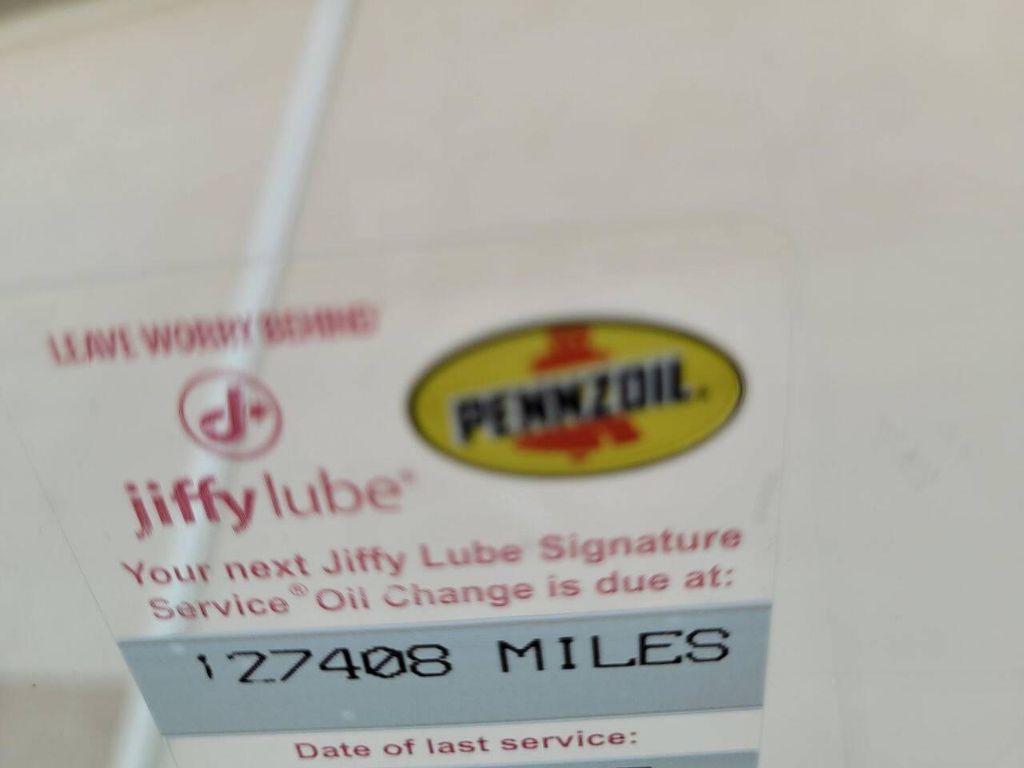 LEAVE WORRY BEHIND®
PENNZOIL.
jiffy lube®
Your next Jiffy Lube Signature
Service® Oil Change is due at:
127408 MILES
Date of last service: